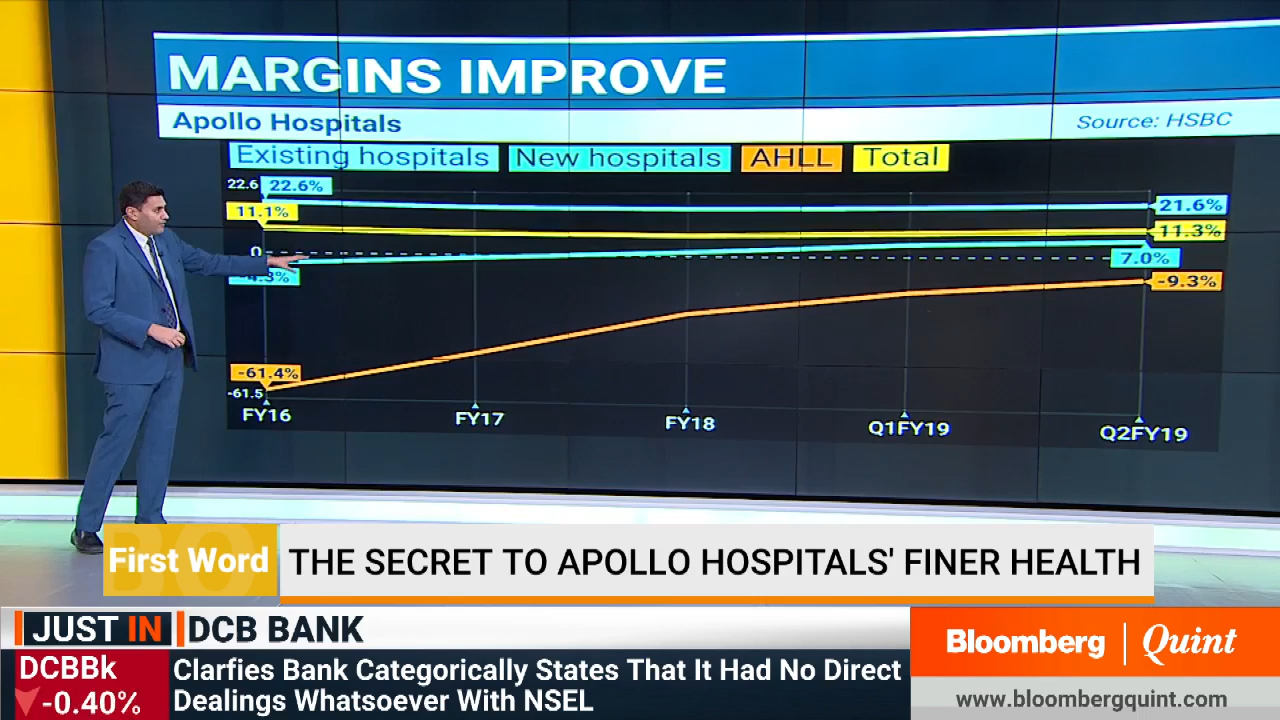 MARGINS IMPROVE
Apollo Hospitals
Source: HSBC
Existing hospitals New hospitals AHLL Total
22.6 22.6%
11.1%
0
-4.3%
-61.4%
-61.5
21.6%
11.3%
7.0%
-9.3%
FY16 FY17 FY18 Q1FY19 Q2FY19
First Word
THE SECRET TO APOLLO HOSPITALS' FINER HEALTH
JUST IN DCB BANK
DCBBk
-0.40%
Clarfies Bank Categorically States That It Had No Direct
Dealings Whatsoever With NSEL
Bloomberg | Quint
www.bloombergquint.com